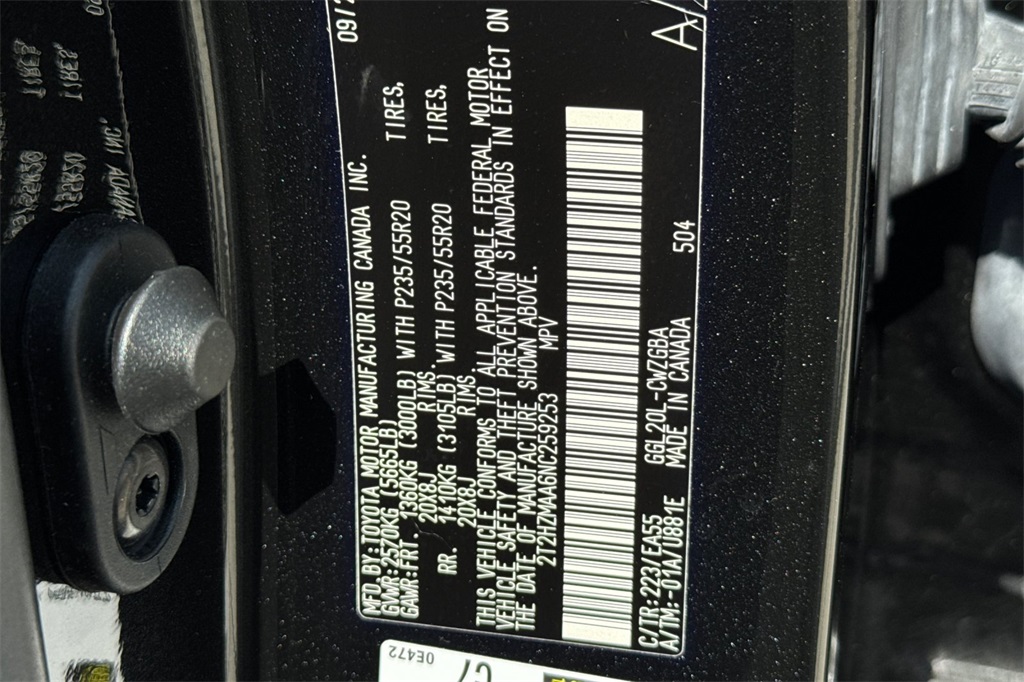 09/2
MFD.BY:TOYOTA MOTOR MANUFACTURING CANADA INC.
GVWR:2570KG (5665LB)
GAWR:FRT. 1360KG (3000LB) WITH P235/55R20 TIRES,
20X8J RIMS,
RR. 1410KG (3105LB) WITH P235/55R20 TIRES,
20X8J RIMS.
THIS VEHICLE CONFORMS TO ALL APPLICABLE FEDERAL MOTOR
VEHICLE SAFETY AND THEFT PREVENTION STANDARDS IN EFFECT ON
THE DATE OF MANUFACTURE SHOWN ABOVE.
2T2HZMAA6NC259253 MPV
C/TR:223/EA55 GGL20L-CWZGBA
A/TM:-01A/U881E MADE IN CANADA 504
A/
0E472
C7